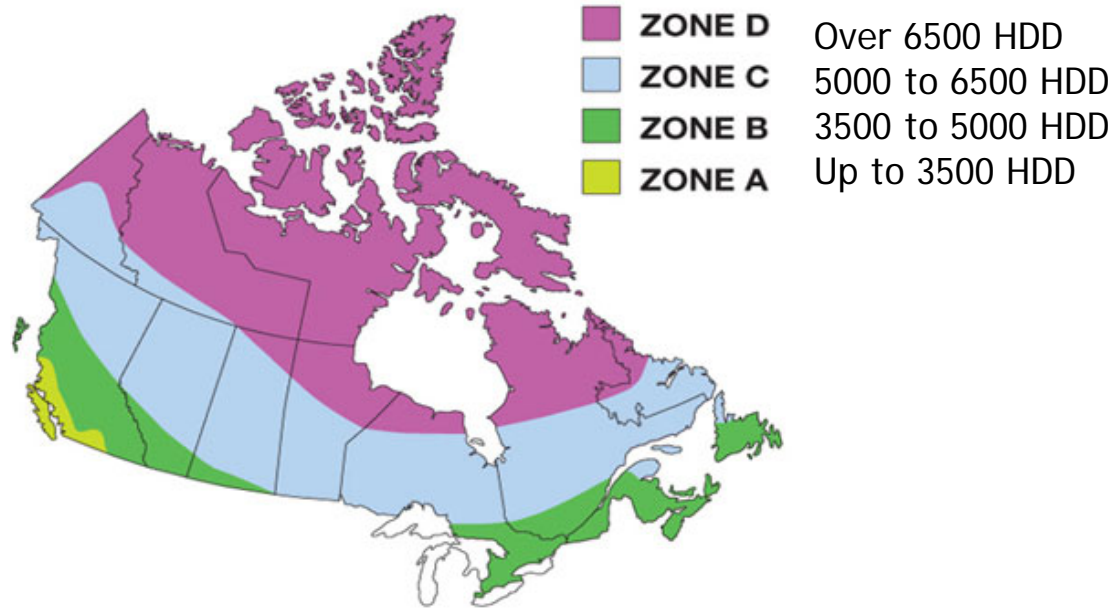 ZONE D Over 6500 HDD
ZONE C 5000 to 6500 HDD
ZONE B 3500 to 5000 HDD
ZONE A Up to 3500 HDD